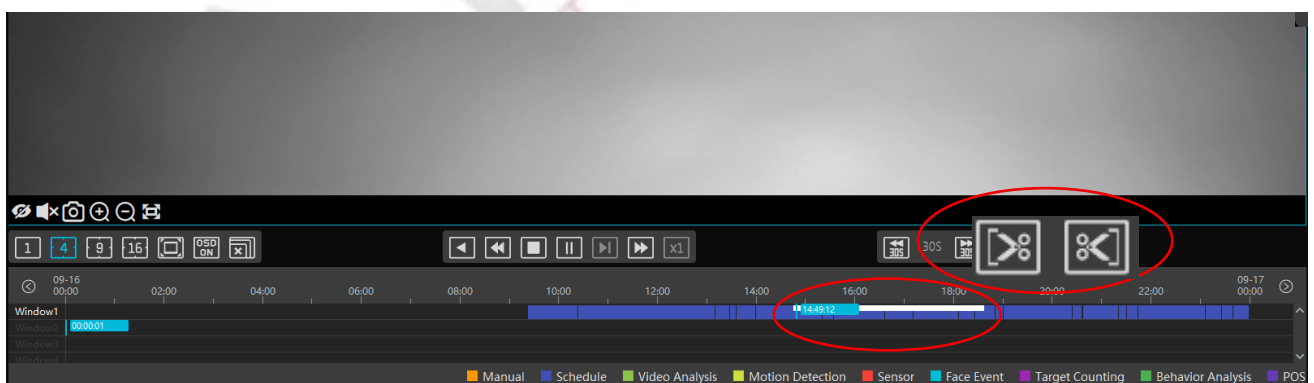 1 4 9 16 OSD ON x1 30S 30S 30S
09-16 09-17
00:00 02:00 04:00 06:00 08:00 10:00 12:00 14:00 16:00 18:00 20:00 22:00 00:00
Window1 14:49:12
Window2 00:00:01
Window3
Window4
Manual Schedule Video Analysis Motion Detection Sensor Face Event Target Counting Behavior Analysis POS